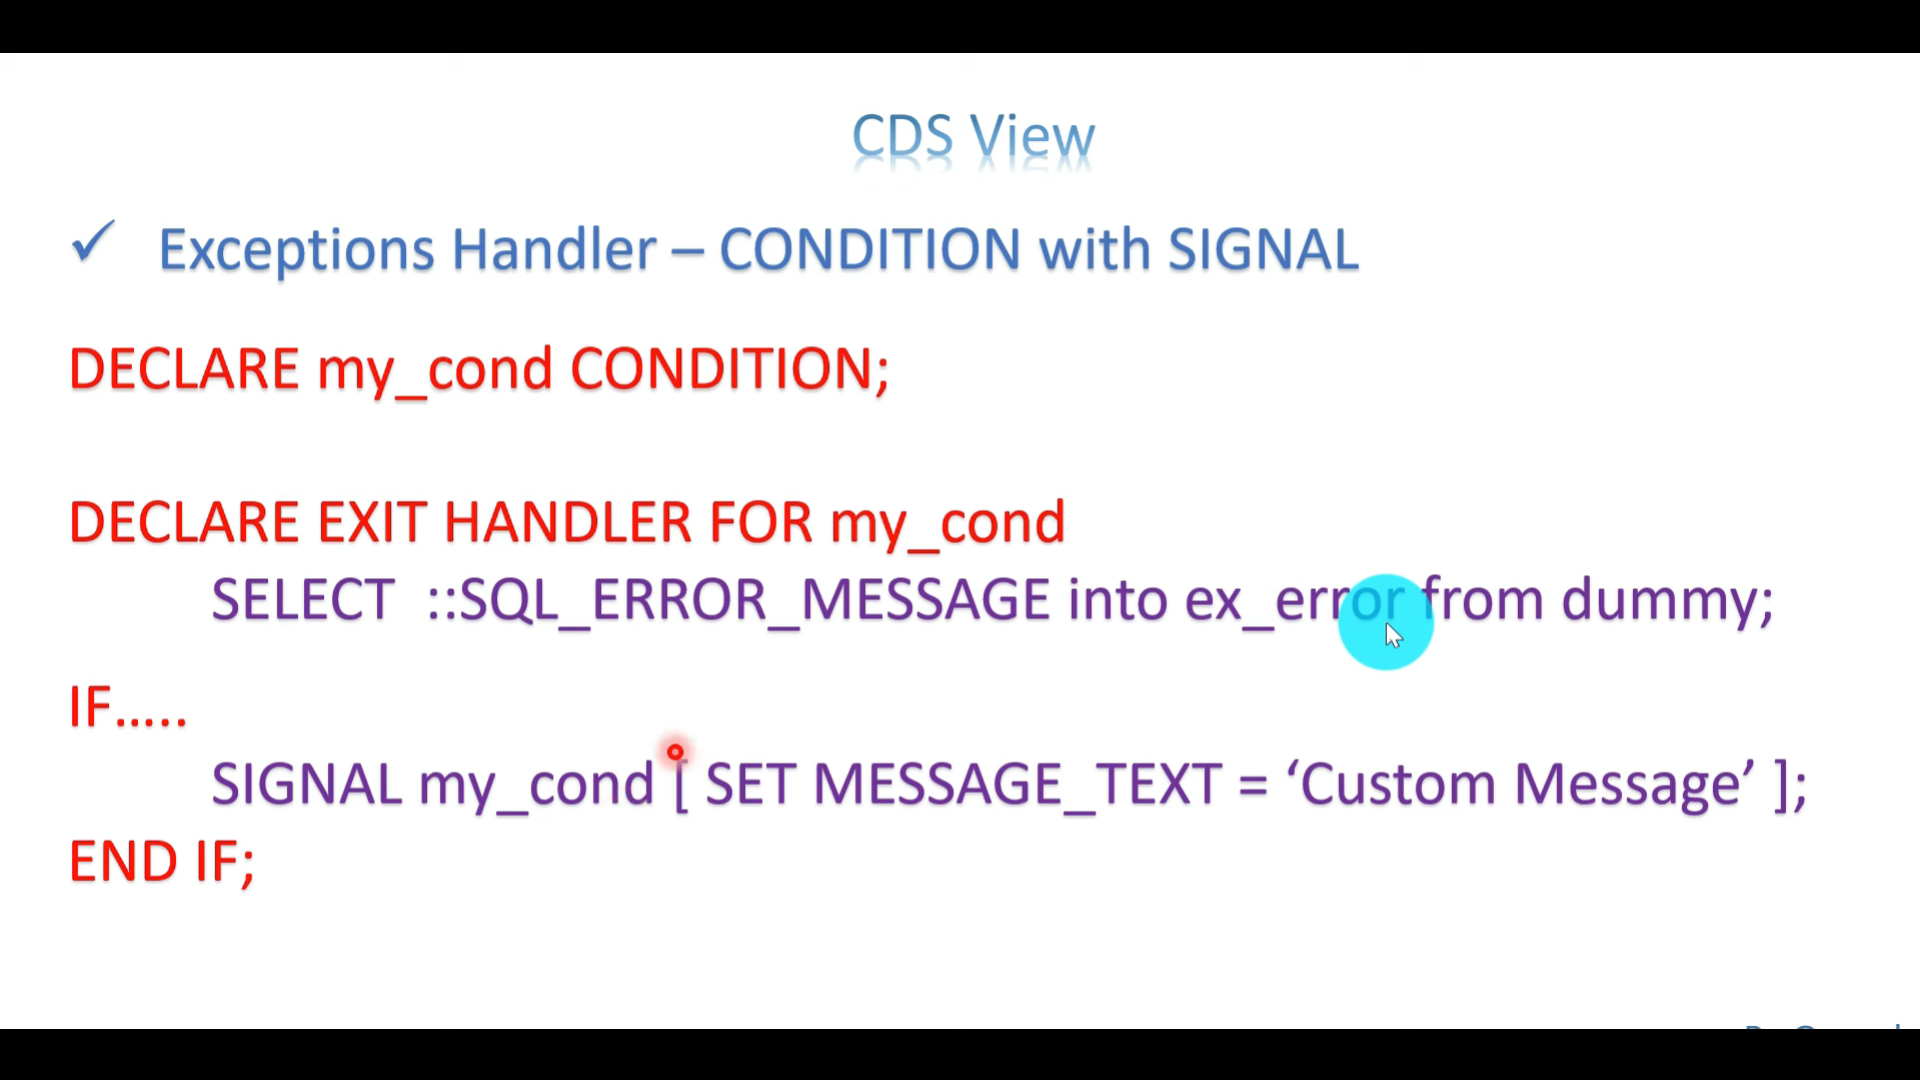 CDS View
✓ Exceptions Handler – CONDITION with SIGNAL
DECLARE my_cond CONDITION;
DECLARE EXIT HANDLER FOR my_cond
SELECT ::SQL_ERROR_MESSAGE into ex_error from dummy;
IF…..
SIGNAL my_cond [ SET MESSAGE_TEXT = ‘Custom Message’ ];
END IF;